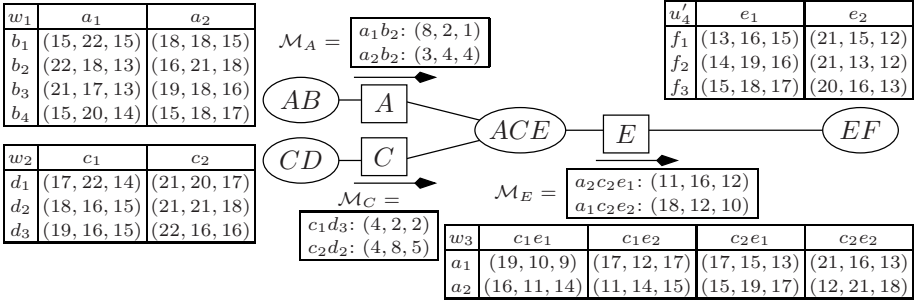 w₁ a₁ a₂
b₁ (15, 22, 15) (18, 18, 15)
b₂ (22, 18, 13) (16, 21, 18)
b₃ (21, 17, 13) (19, 18, 16)
b₄ (15, 20, 14) (15, 18, 17)
ℳ_A =
a₁b₂: (8, 2, 1)
a₂b₂: (3, 4, 4)
u′₄ e₁ e₂
f₁ (13, 16, 15) (21, 15, 12)
f₂ (14, 19, 16) (21, 13, 12)
f₃ (15, 18, 17) (20, 16, 13)
AB A ACE E EF
CD C
w₂ c₁ c₂
d₁ (17, 22, 14) (21, 20, 17)
d₂ (18, 16, 15) (21, 21, 18)
d₃ (19, 16, 15) (22, 16, 16)
ℳ_C =
c₁d₃: (4, 2, 2)
c₂d₂: (4, 8, 5)
ℳ_E =
a₂c₂e₁: (11, 16, 12)
a₁c₂e₂: (18, 12, 10)
w₃ c₁e₁ c₁e₂ c₂e₁ c₂e₂
a₁ (19, 10, 9) (17, 12, 17) (17, 15, 13) (21, 16, 13)
a₂ (16, 11, 14) (11, 14, 15) (15, 19, 17) (12, 21, 18)